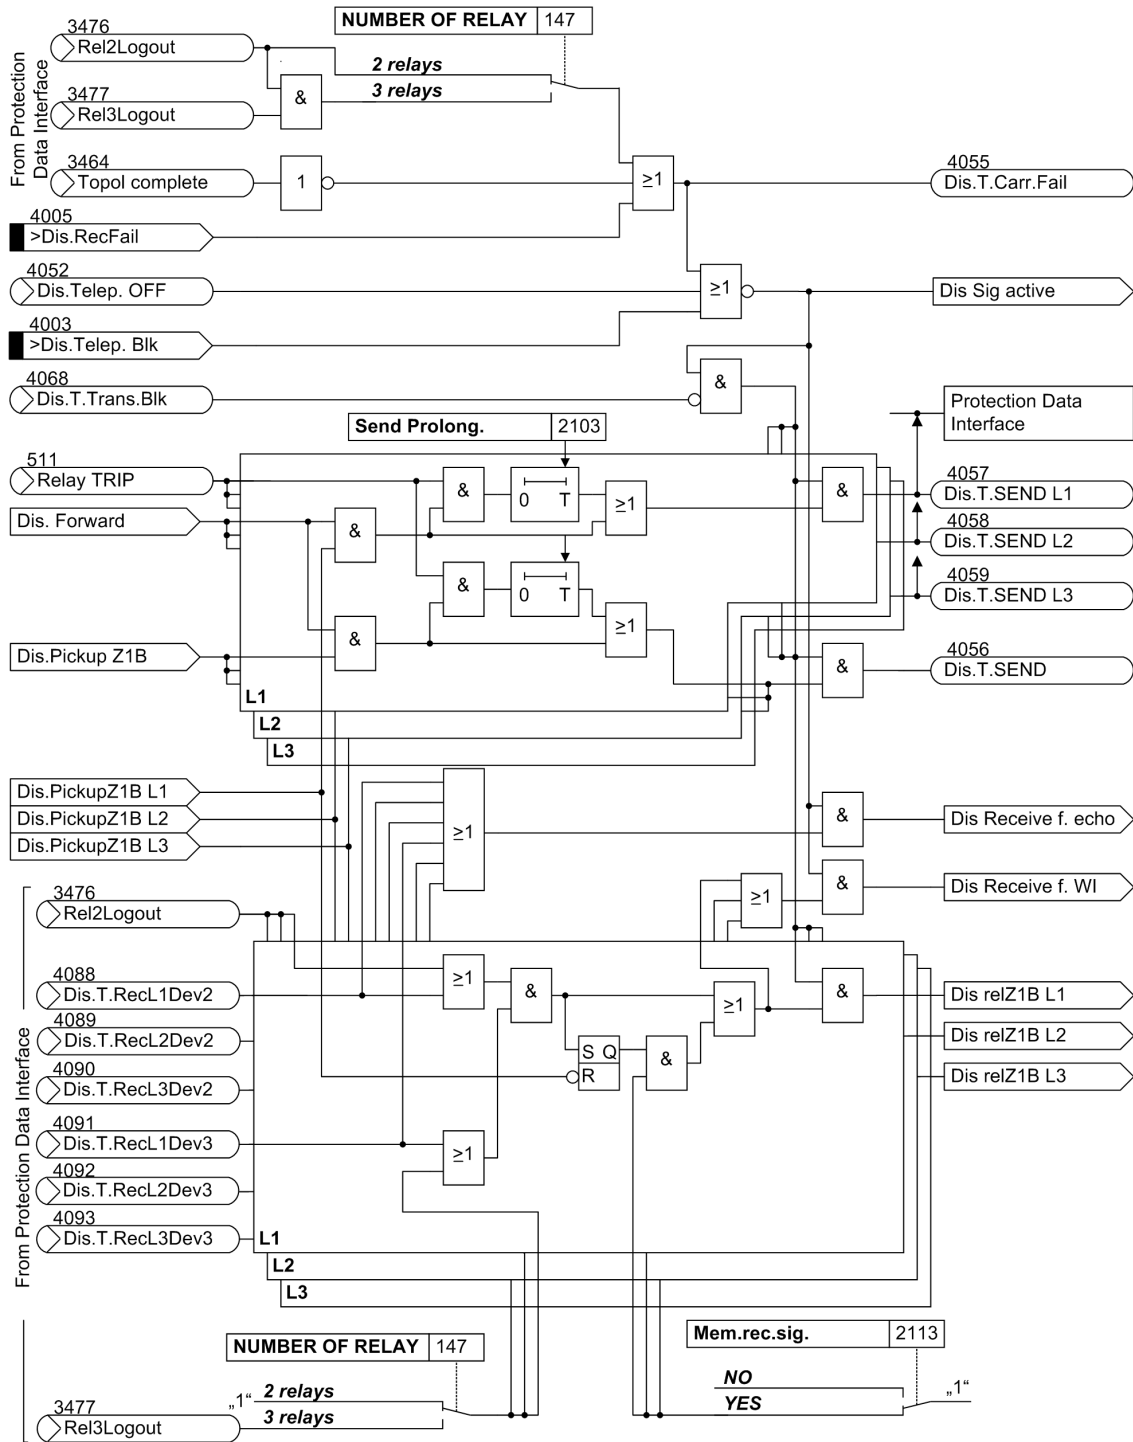 NUMBER OF RELAY 147
3476
Rel2Logout
2 relays
3 relays
From Protection
Data Interface
3477
Rel3Logout
&
3464
Topol complete
1
≥1
4055
Dis.T.Carr.Fail
4005
>Dis.RecFail
4052
Dis.Telep. OFF
≥1
Dis Sig active
4003
>Dis.Telep. Blk
4068
Dis.T.Trans.Blk
&
Protection Data
Interface
Send Prolong. 2103
511
Relay TRIP
&
0 T
≥1
&
4057
Dis.T.SEND L1
Dis. Forward
&
4058
Dis.T.SEND L2
&
0 T
4059
Dis.T.SEND L3
&
≥1
Dis.Pickup Z1B
&
4056
Dis.T.SEND
L1
L2
L3
Dis.PickupZ1B L1
Dis.PickupZ1B L2
Dis.PickupZ1B L3
≥1
&
Dis Receive f. echo
≥1
&
Dis Receive f. WI
From Protection Data Interface
3476
Rel2Logout
4088
Dis.T.RecL1Dev2
≥1
&
≥1
&
Dis relZ1B L1
4089
Dis.T.RecL2Dev2
Dis relZ1B L2
S Q
R
&
4090
Dis.T.RecL3Dev2
Dis relZ1B L3
4091
Dis.T.RecL1Dev3
≥1
4092
Dis.T.RecL2Dev3
4093
Dis.T.RecL3Dev3
L1
L2
L3
NUMBER OF RELAY 147
Mem.rec.sig. 2113
„1“
2 relays
3 relays
NO
YES
„1“
3477
Rel3Logout